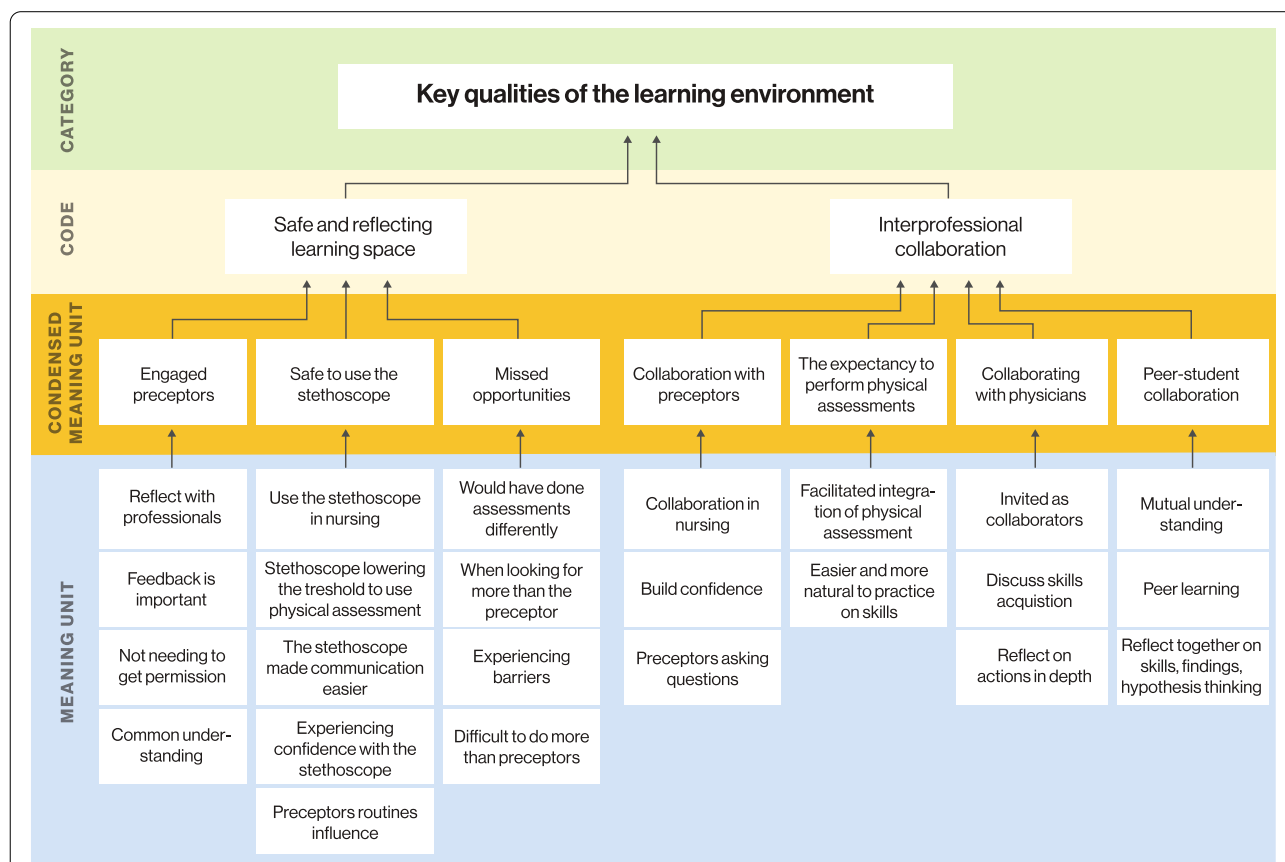 CATEGORY
Key qualities of the learning environment
CODE
Safe and reflecting
learning space
Interprofessional
collaboration
CONDENSED
MEANING UNIT
Engaged
preceptors
Safe to use the
stethoscope
Missed
opportunities
Collaboration with
preceptors
The expectancy to
perform physical
assessments
Collaborating
with physicians
Peer-student
collaboration
MEANING UNIT
Reflect with
professionals
Feedback is
important
Not needing to
get permission
Common under-
standing
Use the stethoscope
in nursing
Stethoscope lowering
the treshold to use
physical assessment
The stethoscope
made communication
easier
Experiencing
confidence with the
stethoscope
Preceptors routines
influence
Would have done
assessments
differently
When looking for
more than the
preceptor
Experiencing
barriers
Difficult to do more
than preceptors
Collaboration in
nursing
Build confidence
Preceptors asking
questions
Facilitated integra-
tion of physical
assessment
Easier and more
natural to practice
on skills
Invited as
collaborators
Discuss skills
acquistion
Reflect on
actions in depth
Mutual under-
standing
Peer learning
Reflect together on
skills, findings,
hypothesis thinking